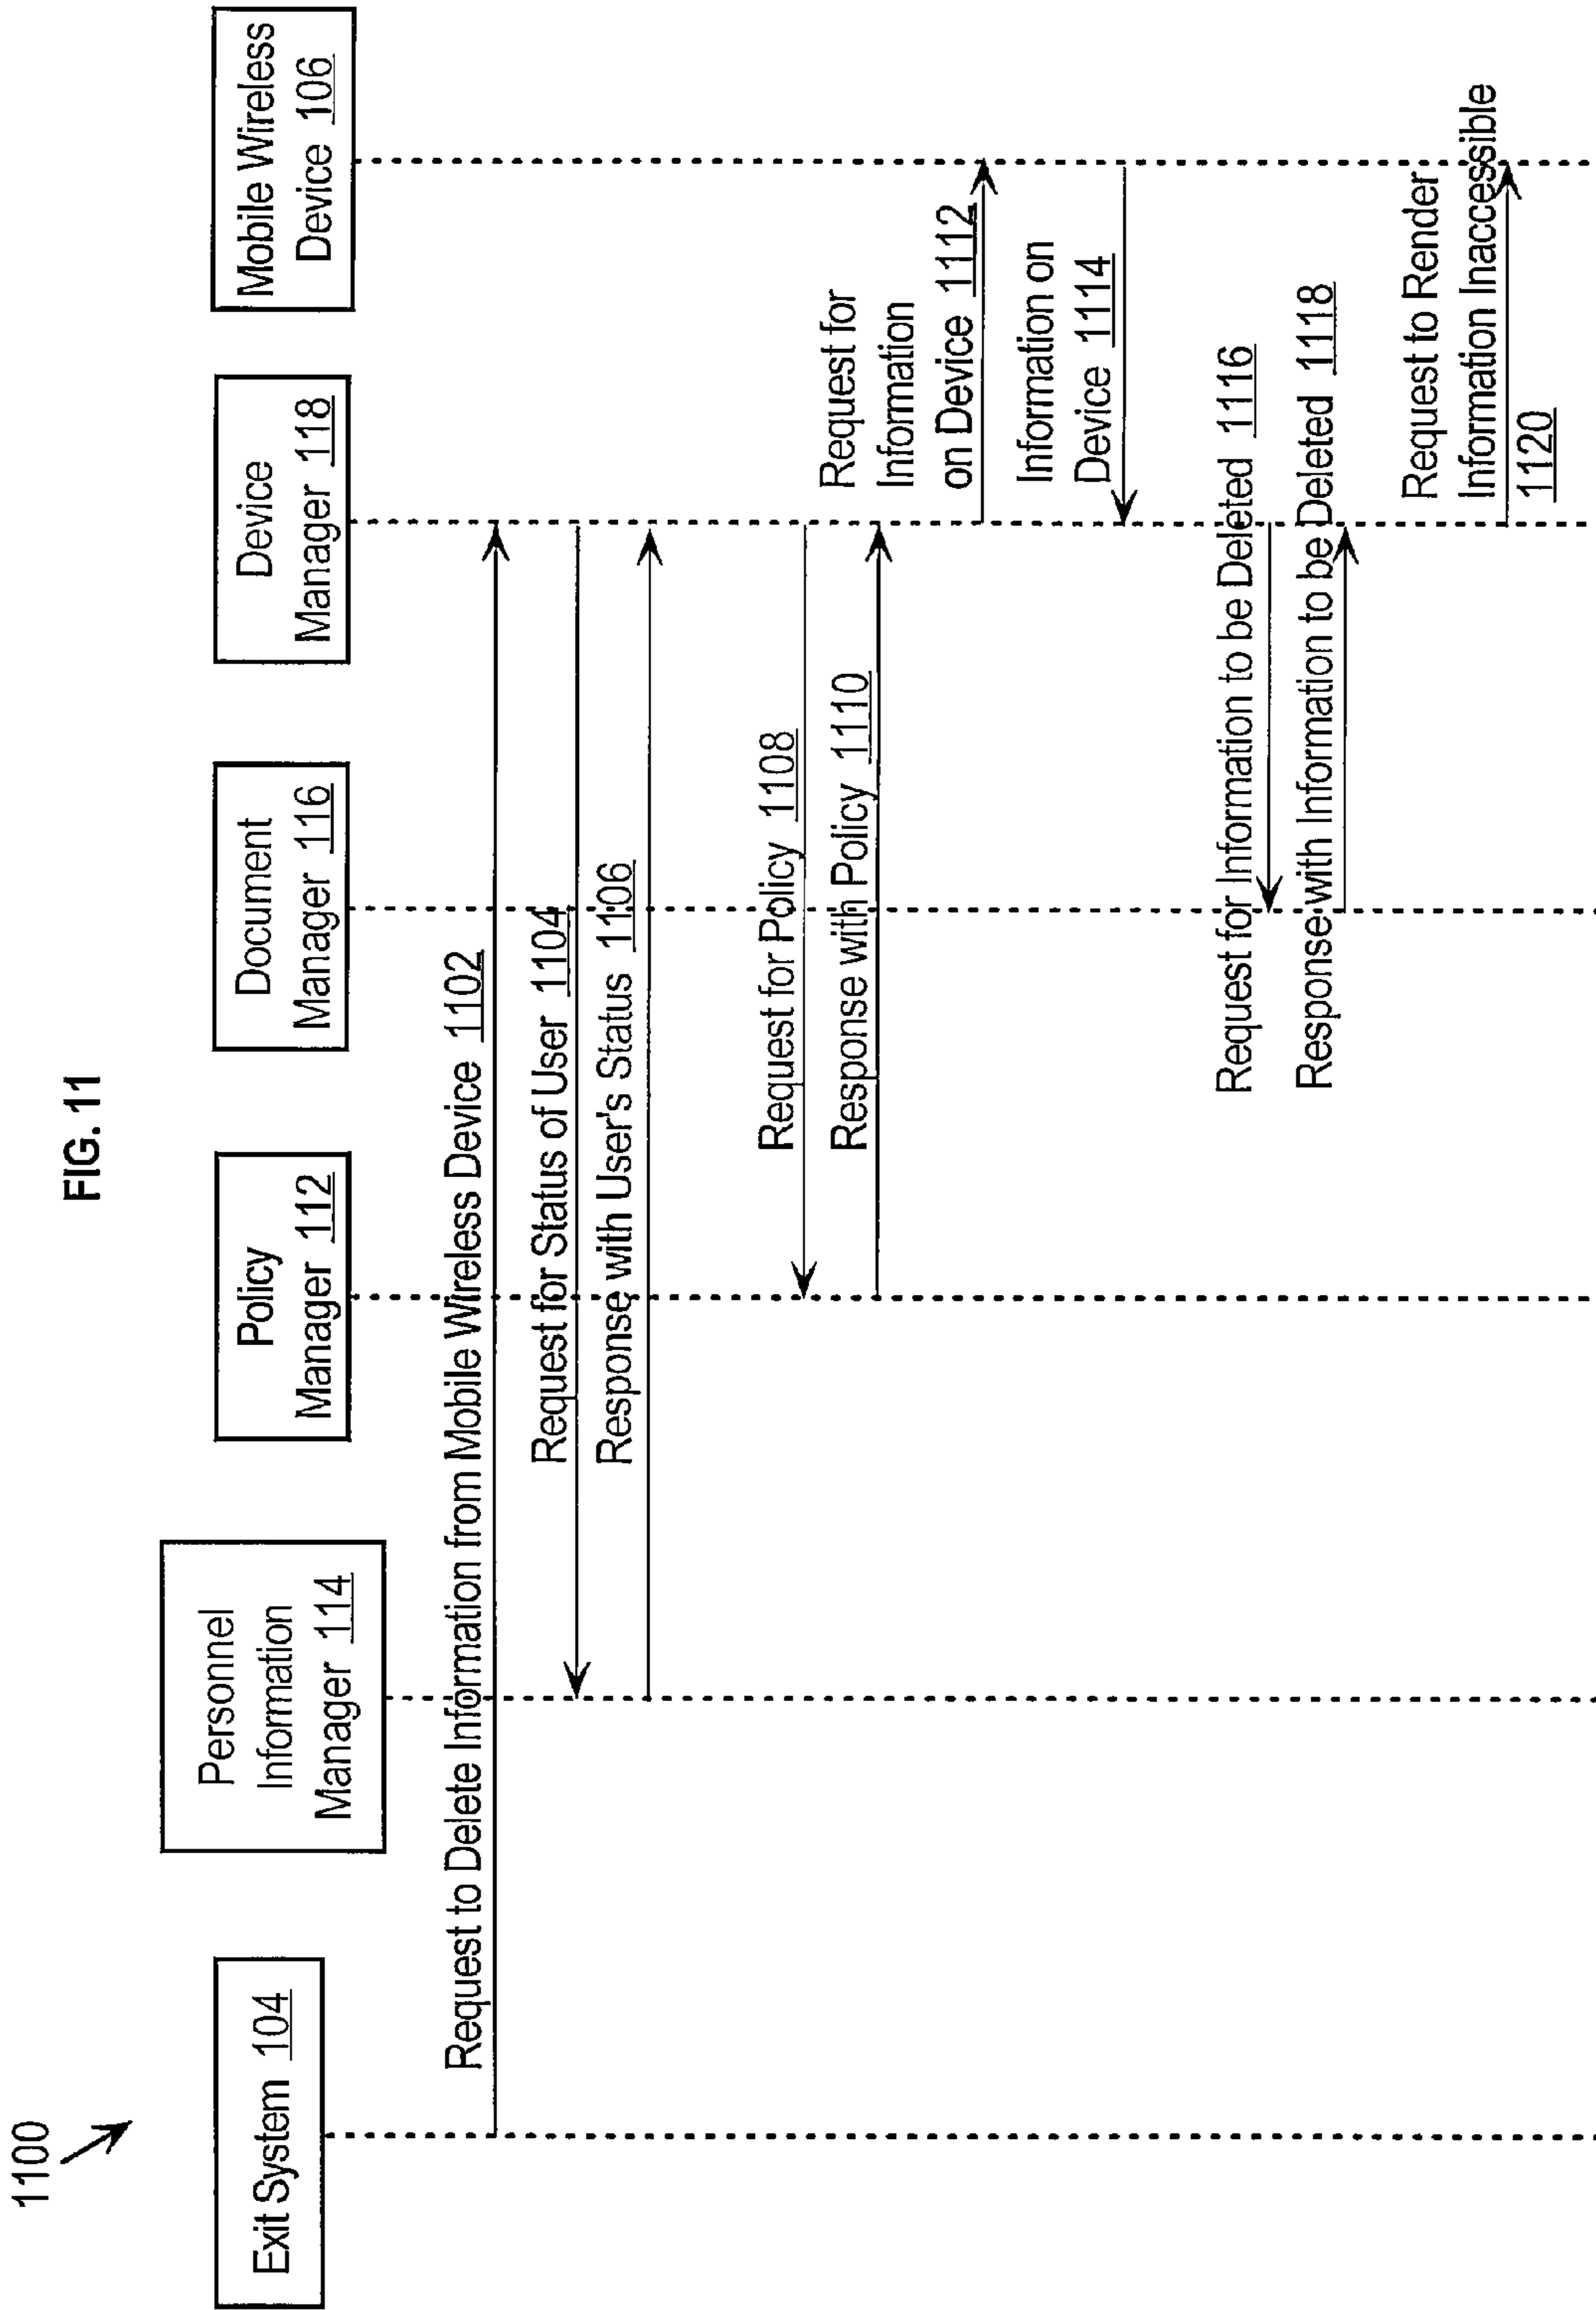 1100
FIG. 11
Exit System 104
Personnel
Information
Manager 114
Policy
Manager 112
Document
Manager 116
Device
Manager 118
Mobile Wireless
Device 106
Request to Delete Information from Mobile Wireless Device 1102
Request for Status of User 1104
Response with User's Status 1106
Request for Policy 1108
Response with Policy 1110
Request for
Information
on Device 1112
Information on
Device 1114
Request for Information to be Deleted 1116
Response with Information to be Deleted 1118
Request to Render
Information Inaccessible
1120